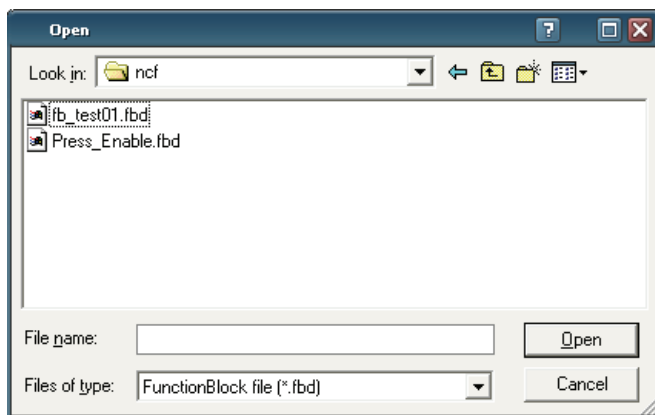 Open
Look in: ncf
fb_test01.fbd
Press_Enable.fbd
File name: Open
Files of type: FunctionBlock file (*.fbd) Cancel